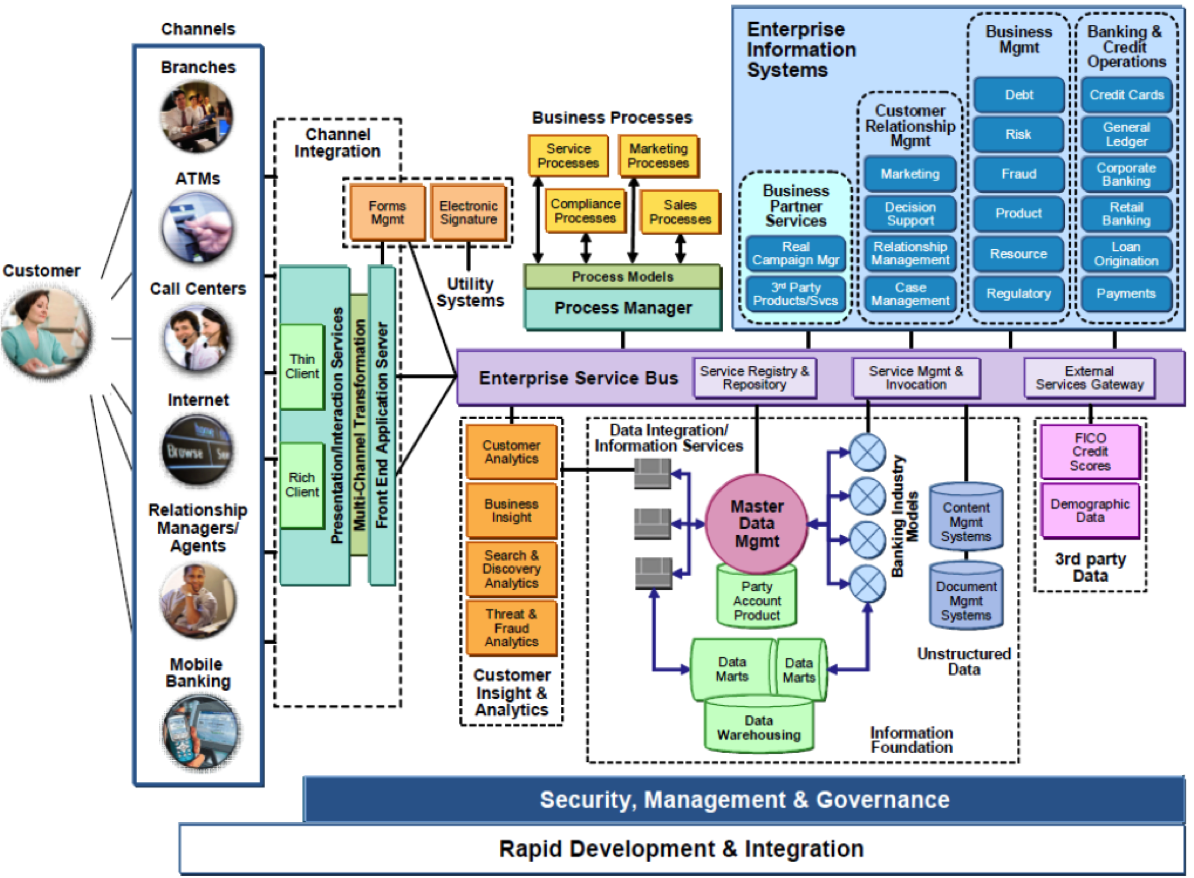 Channels
Branches
ATMs
Call Centers
Internet
Browse
Relationship
Managers/
Agents
Mobile
Banking
Customer
Channel
Integration
Forms
Mgmt
Electronic
Signature
Utility
Systems
Thin
Client
Rich
Client
Presentation/Interaction Services
Multi-Channel Transformation
Front End Application Server
Business Processes
Service
Processes
Marketing
Processes
Compliance
Processes
Sales
Processes
Process Models
Process Manager
Enterprise
Information
Systems
Business
Partner
Services
Real
Campaign Mgr
3rd Party
Products/Svcs
Customer
Relationship
Mgmt
Marketing
Decision
Support
Relationship
Management
Case
Management
Business
Mgmt
Debt
Risk
Fraud
Product
Resource
Regulatory
Banking &
Credit
Operations
Credit Cards
General
Ledger
Corporate
Banking
Retail
Banking
Loan
Origination
Payments
Enterprise Service Bus
Service Registry &
Repository
Service Mgmt &
Invocation
External
Services Gateway
Customer
Analytics
Business
Insight
Search &
Discovery
Analytics
Threat &
Fraud
Analytics
Customer
Insight &
Analytics
Data Integration/
Information Services
Master
Data
Mgmt
Party
Account
Product
Banking Industry
Models
Data
Marts
Data
Marts
Data
Warehousing
Content
Mgmt
Systems
Document
Mgmt
Systems
Unstructured
Data
Information
Foundation
FICO
Credit
Scores
Demographic
Data
3rd party
Data
Security, Management & Governance
Rapid Development & Integration